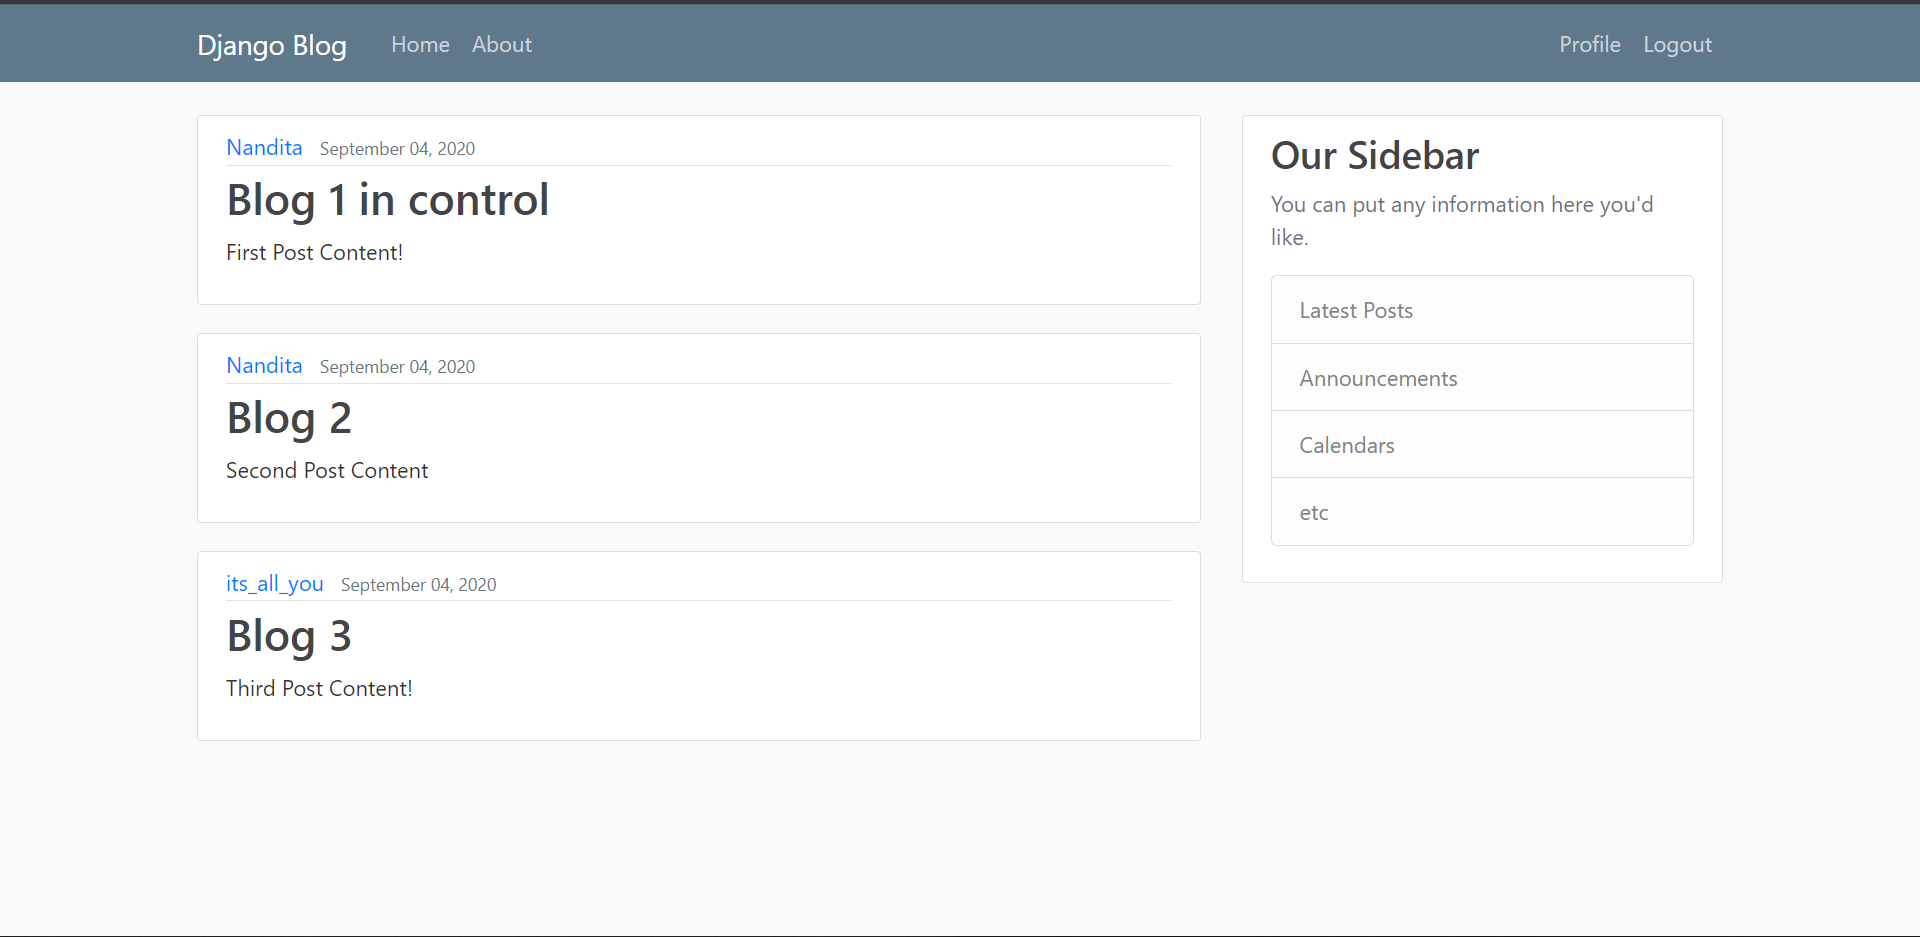 Django Blog Home About Profile Logout
Nandita September 04, 2020
Blog 1 in control
First Post Content!
Nandita September 04, 2020
Blog 2
Second Post Content
its_all_you September 04, 2020
Blog 3
Third Post Content!
Our Sidebar
You can put any information here you'd
like.
Latest Posts
Announcements
Calendars
etc